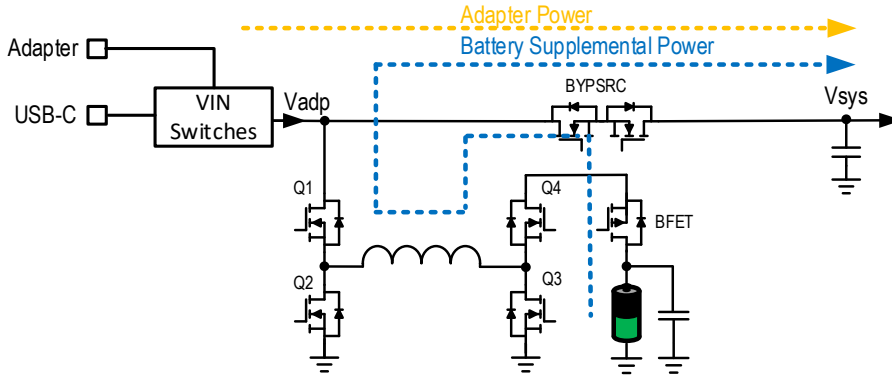 Adapter Power
Adapter
Battery Supplemental Power
BYPSRC
VIN
Switches
Vadp
Vsys
USB-C
Q1
Q4
BFET
Q2
Q3